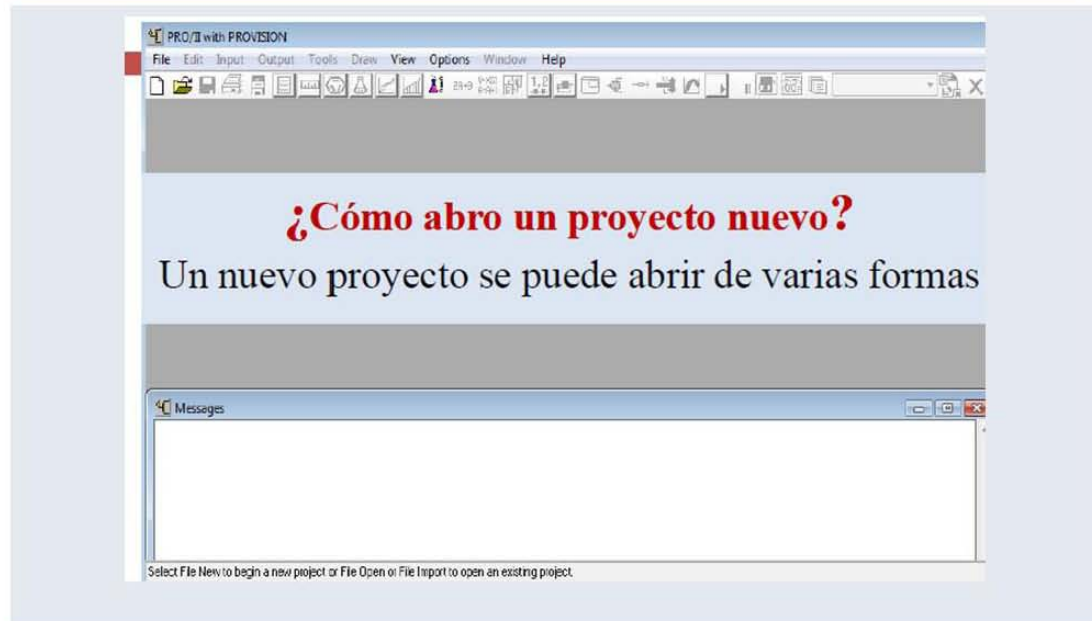 PRO/II with PROVISION
File Edit Input Output Tools Draw View Options Window Help
¿Cómo abro un proyecto nuevo?
Un nuevo proyecto se puede abrir de varias formas
Messages
Select File New to begin a new project or File Open or File Import to open an existing project.